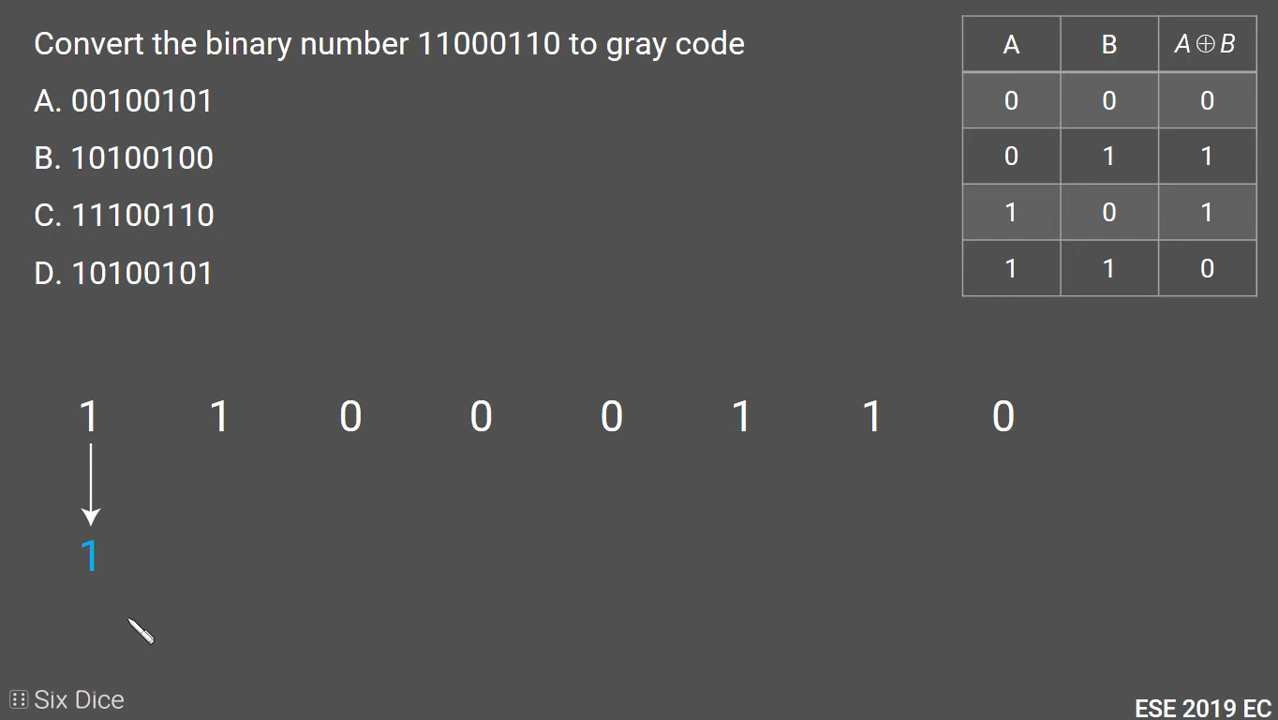 Convert the binary number 11000110 to gray code
A. 00100101
B. 10100100
C. 11100110
D. 10100101
A B A⊕B
0 0 0
0 1 1
1 0 1
1 1 0
1 1 0 0 0 1 1 0
1
Six Dice
ESE 2019 EC